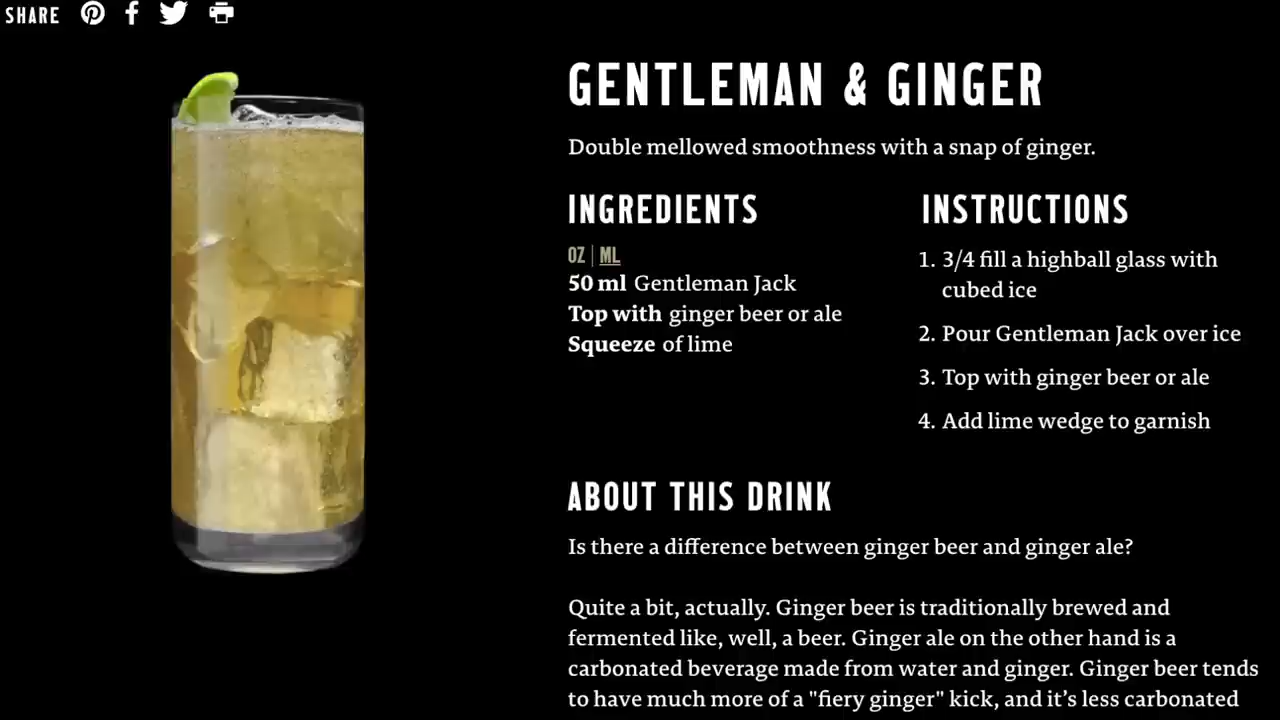 SHARE
GENTLEMAN & GINGER
Double mellowed smoothness with a snap of ginger.
INGREDIENTS
OZ | ML
50 ml Gentleman Jack
Top with ginger beer or ale
Squeeze of lime
INSTRUCTIONS
1. 3/4 fill a highball glass with
cubed ice
2. Pour Gentleman Jack over ice
3. Top with ginger beer or ale
4. Add lime wedge to garnish
ABOUT THIS DRINK
Is there a difference between ginger beer and ginger ale?
Quite a bit, actually. Ginger beer is traditionally brewed and
fermented like, well, a beer. Ginger ale on the other hand is a
carbonated beverage made from water and ginger. Ginger beer tends
to have much more of a "fiery ginger" kick, and it’s less carbonated